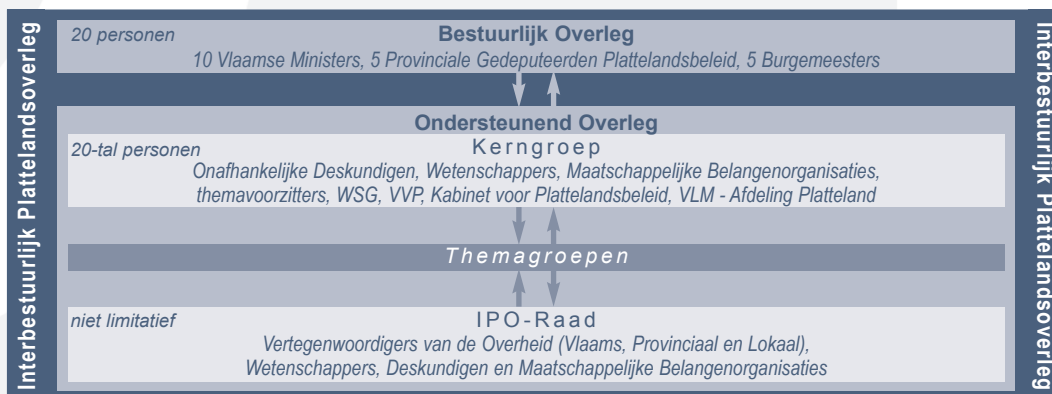 Interbestuurlijk Plattelandsoverleg
20 personen
Bestuurlijk Overleg
10 Vlaamse Ministers, 5 Provinciale Gedeputeerden Plattelandsbeleid, 5 Burgemeesters
Ondersteunend Overleg
20-tal personen
Kerngroep
Onafhankelijke Deskundigen, Wetenschappers, Maatschappelijke Belangenorganisaties,
themavoorzitters, WSG, VVP, Kabinet voor Plattelandsbeleid, VLM - Afdeling Platteland
Themagroepen
niet limitatief
IPO-Raad
Vertegenwoordigers van de Overheid (Vlaams, Provinciaal en Lokaal),
Wetenschappers, Deskundigen en Maatschappelijke Belangenorganisaties
Interbestuurlijk Plattelandsoverleg